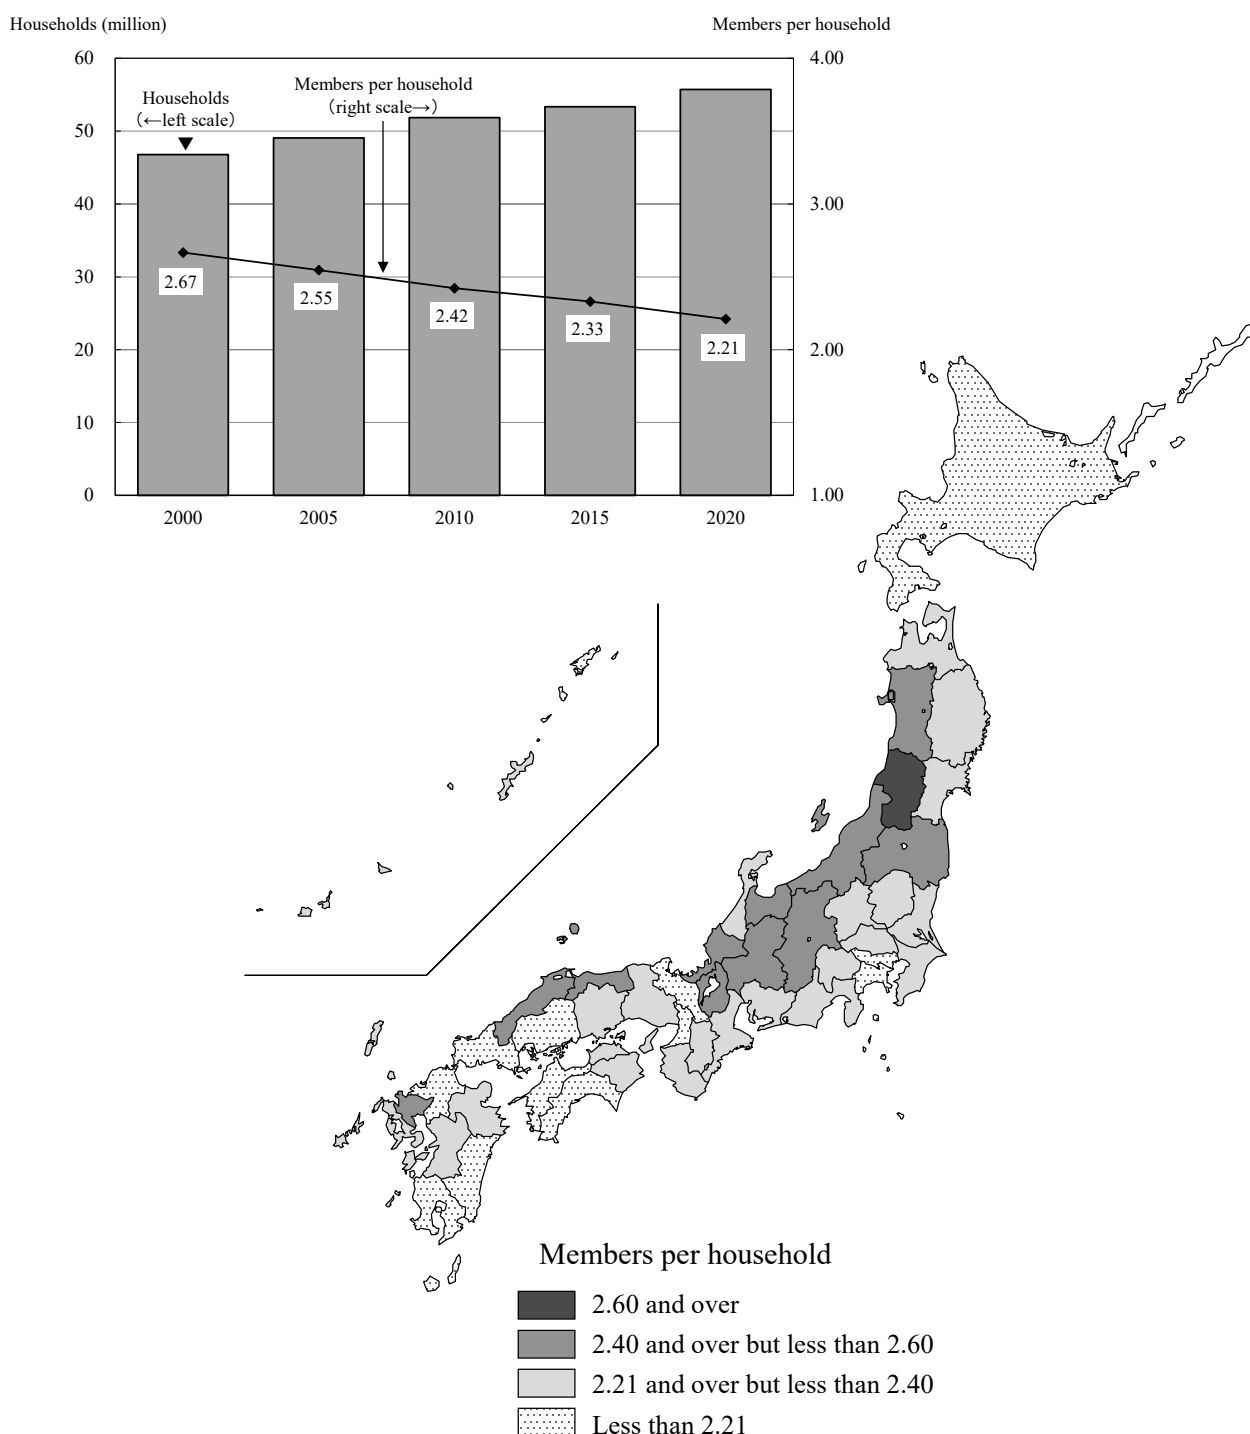 Households (million)
Members per household
60
50
40
30
20
10
0
4.00
3.00
2.00
1.00
Households
（←left scale）
Members per household
（right scale→）
2.67
2.55
2.42
2.33
2.21
2000
2005
2010
2015
2020
Members per household
2.60 and over
2.40 and over but less than 2.60
2.21 and over but less than 2.40
Less than 2.21